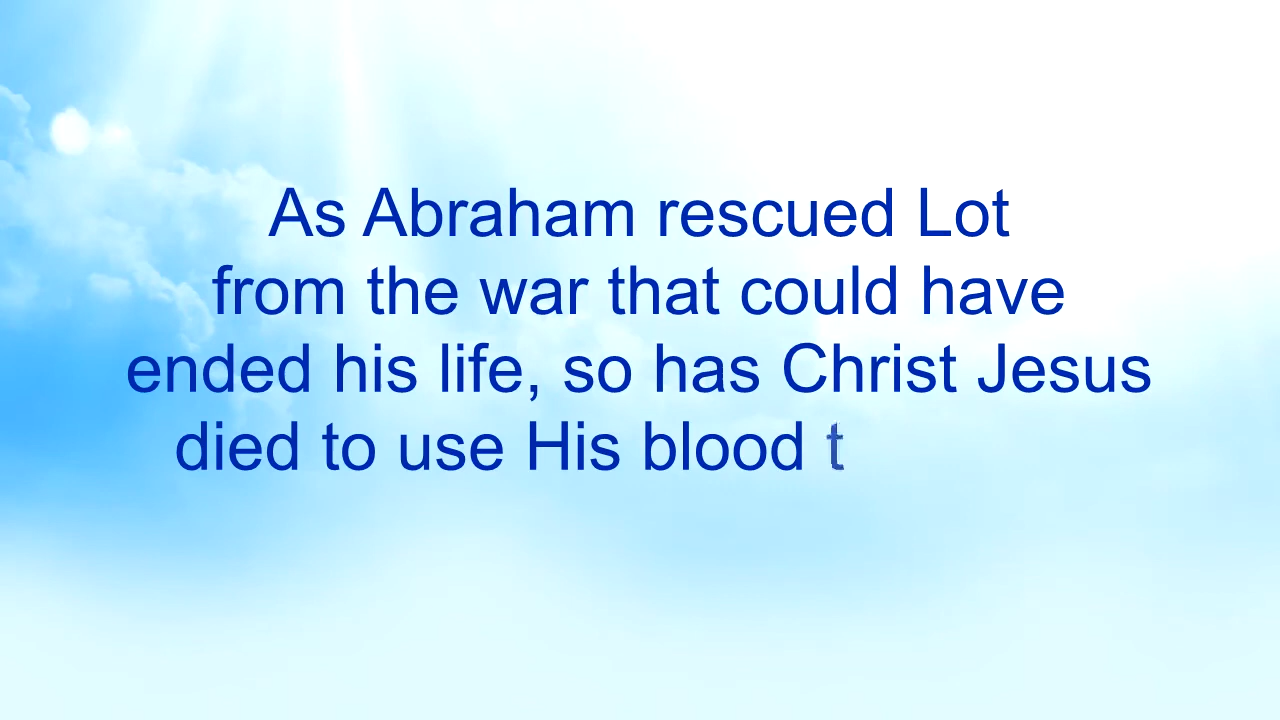 As Abraham rescued Lot
from the war that could have
ended his life, so has Christ Jesus
died to use His blood t